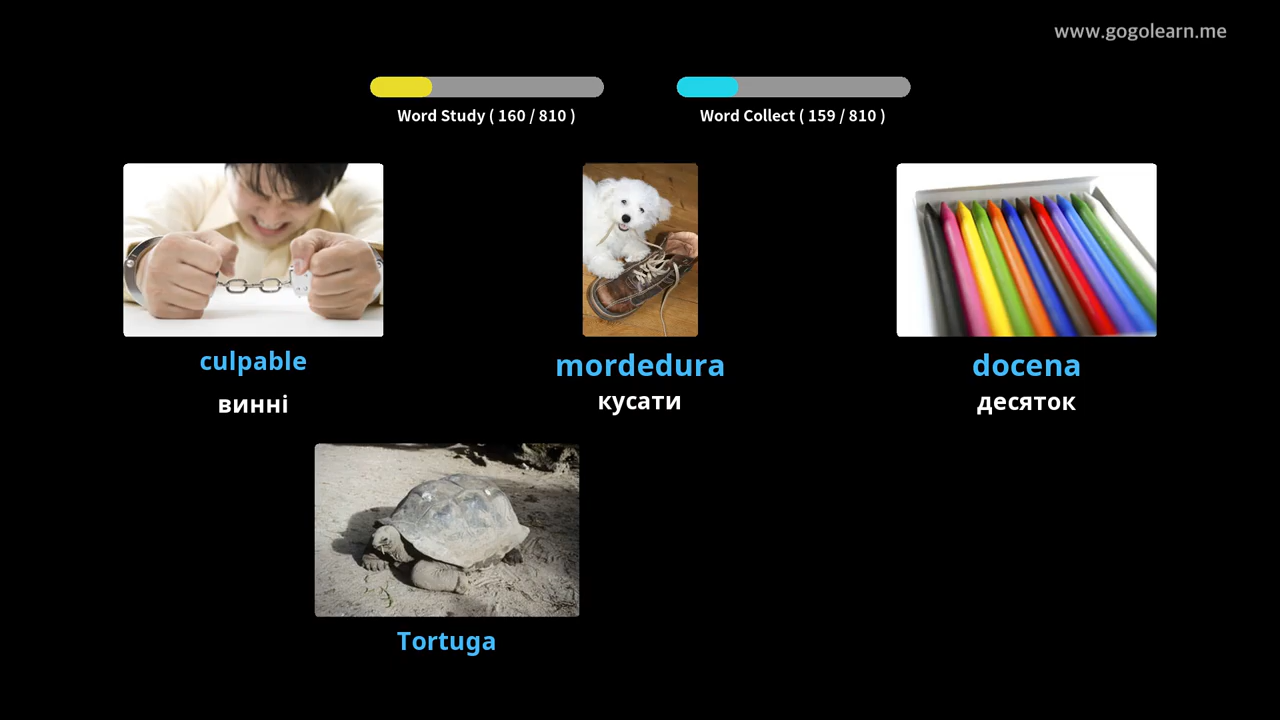 www.gogolearn.me
Word Study ( 160 / 810 )
Word Collect ( 159 / 810 )
culpable
mordedura
docena
винні
кусати
десяток
Tortuga